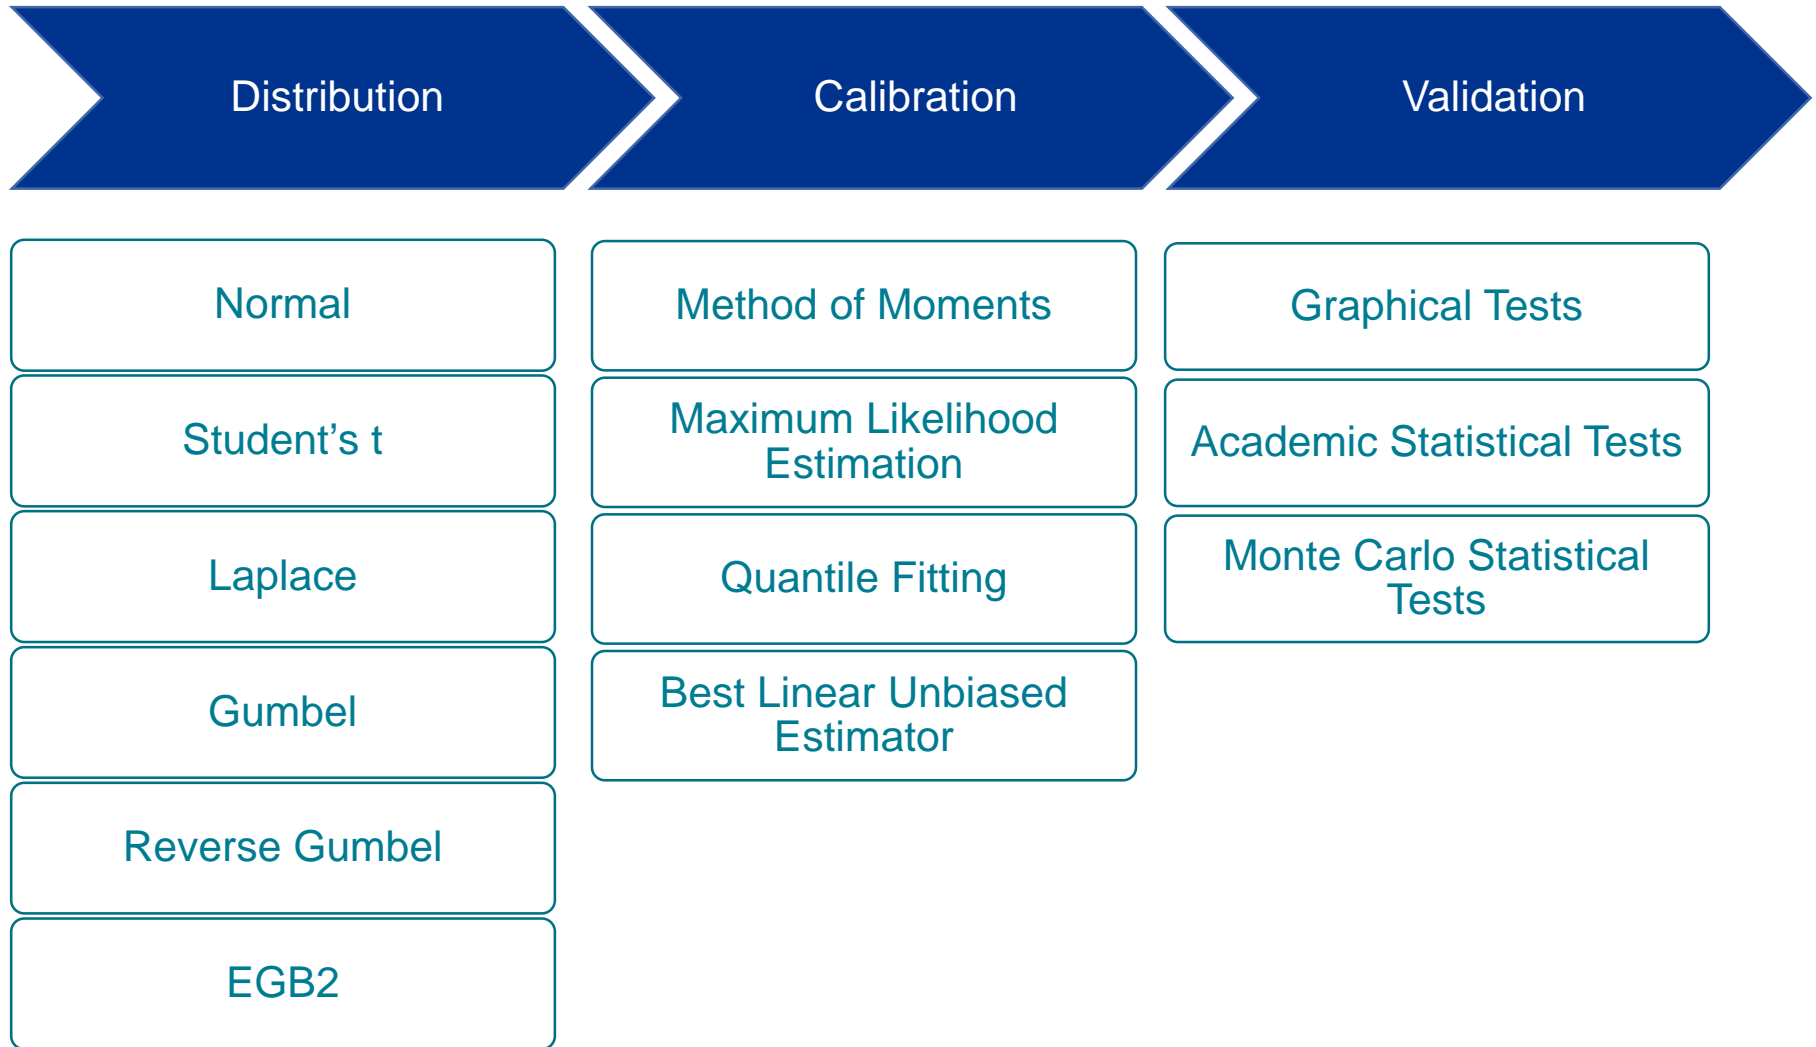 Distribution
Calibration
Validation
Normal
Student’s t
Laplace
Gumbel
Reverse Gumbel
EGB2
Method of Moments
Maximum Likelihood
Estimation
Quantile Fitting
Best Linear Unbiased
Estimator
Graphical Tests
Academic Statistical Tests
Monte Carlo Statistical
Tests